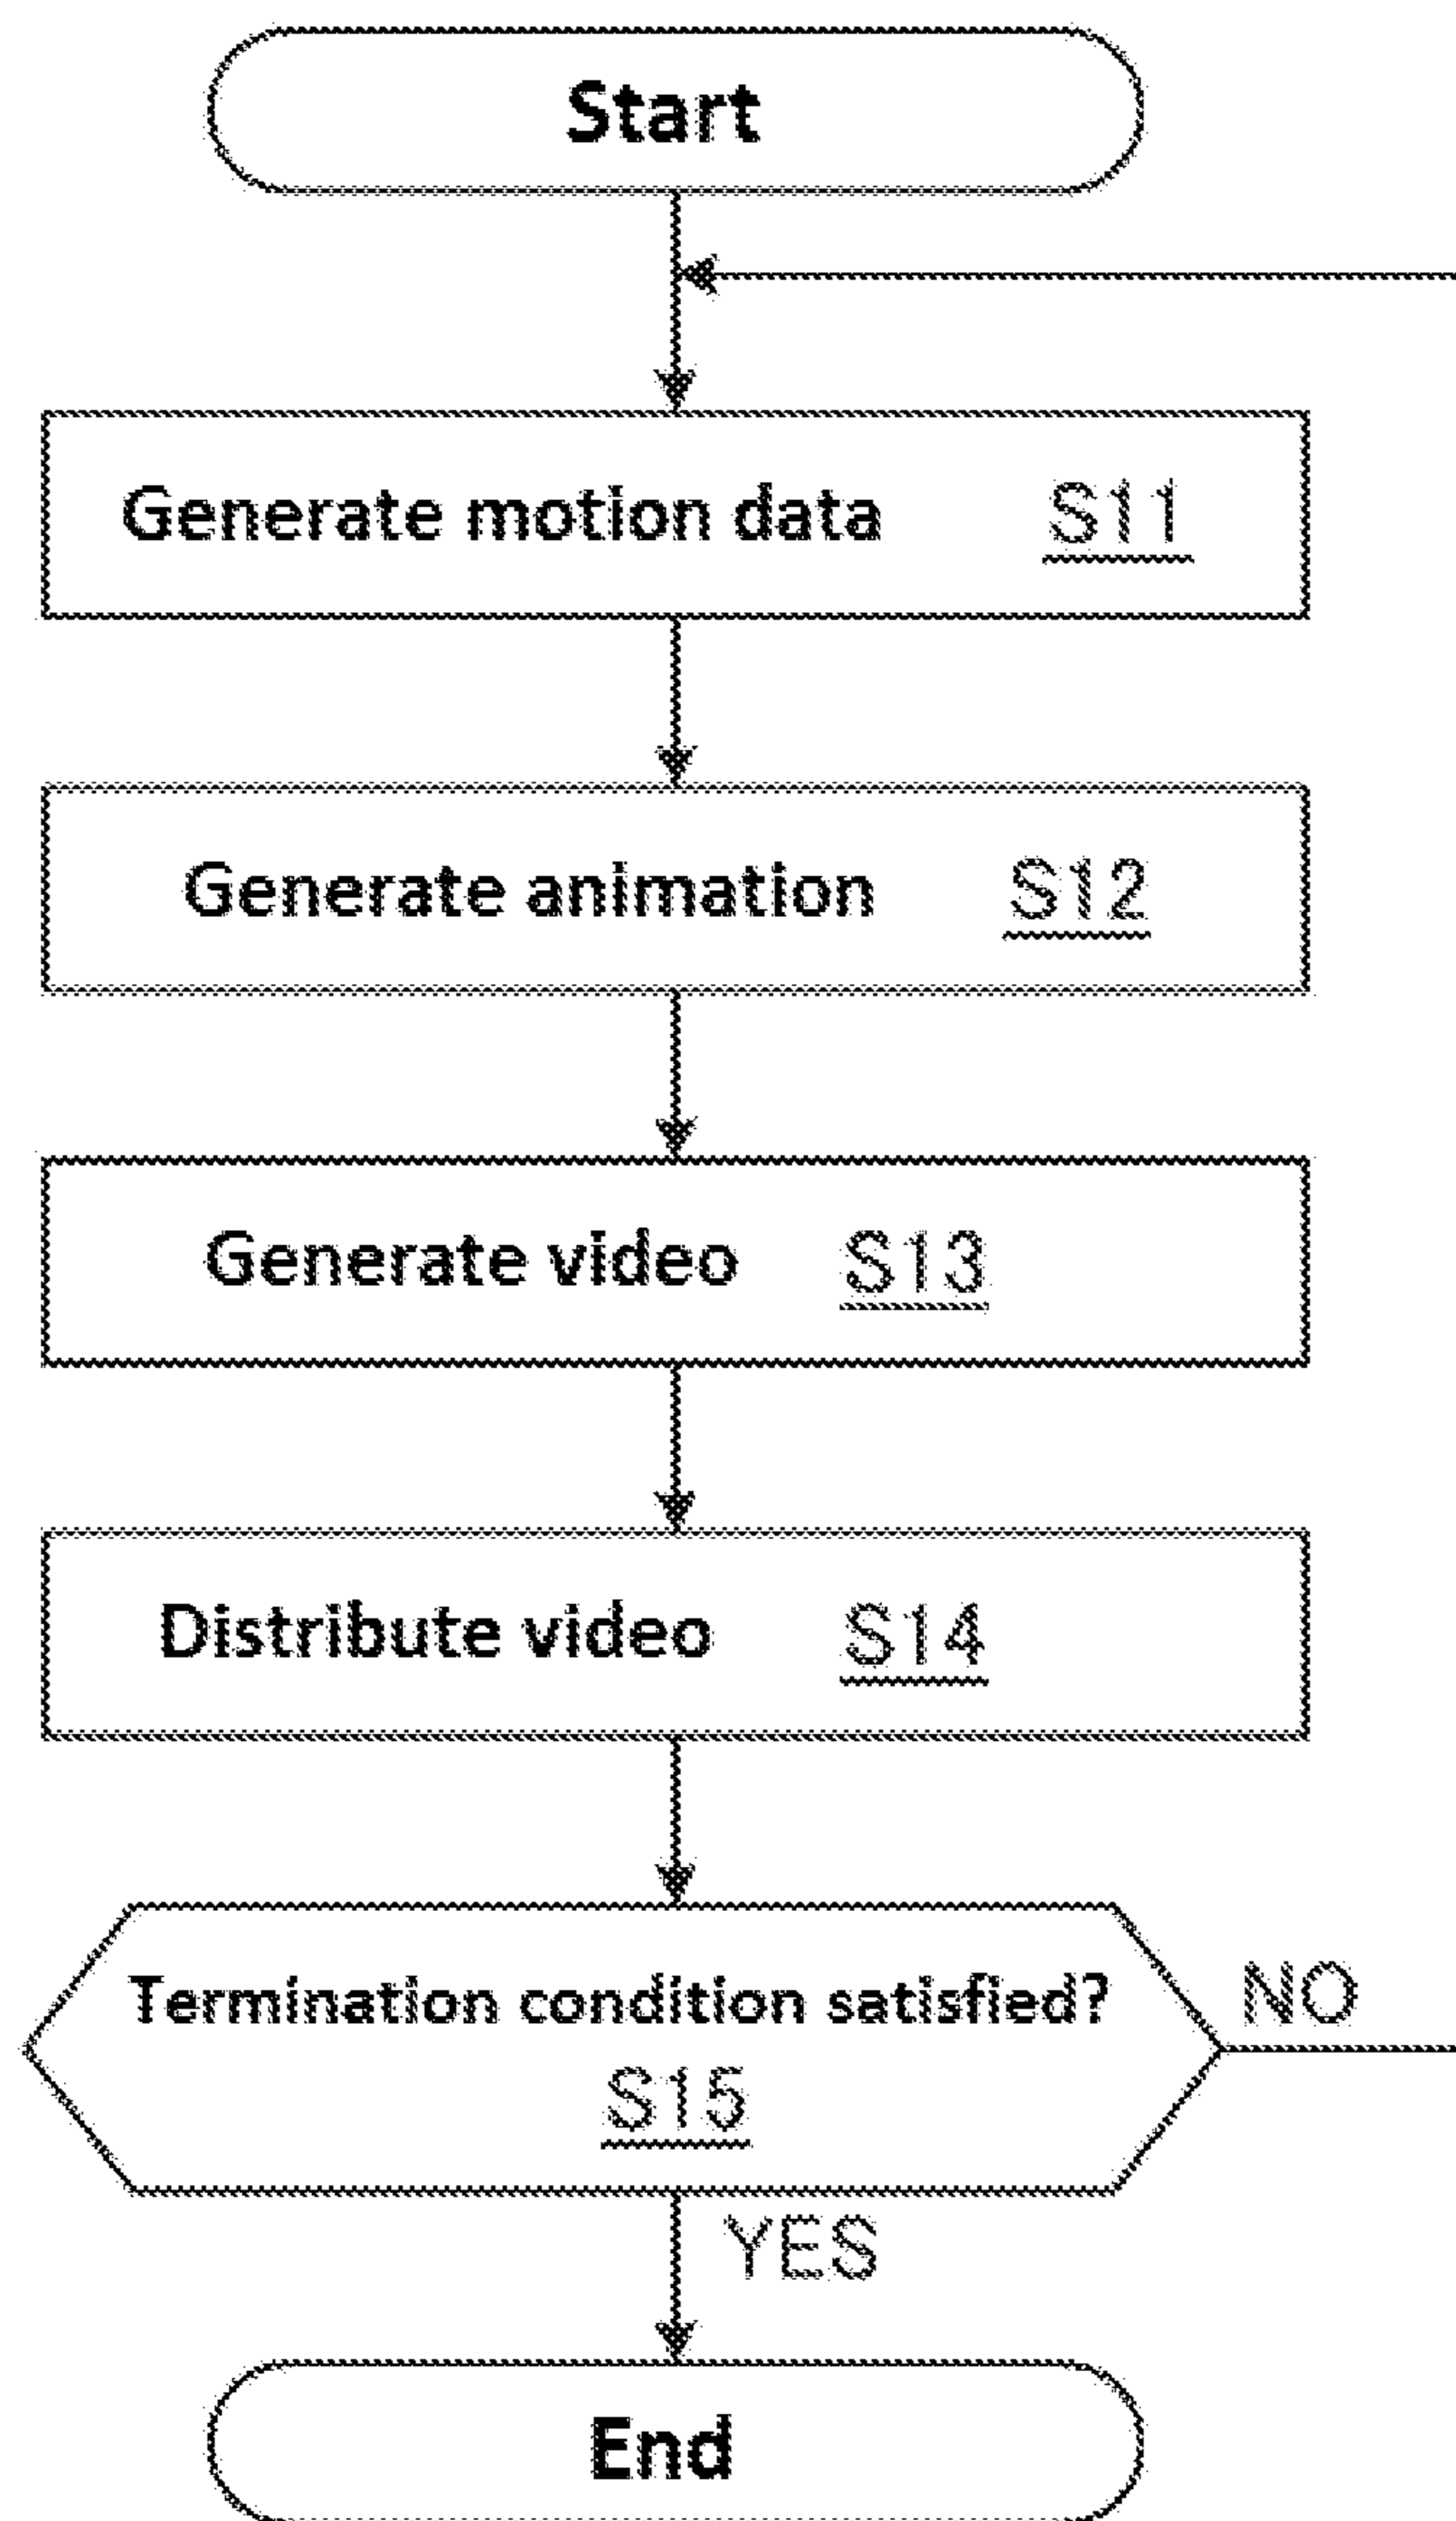 Start
Generate motion data S11
Generate animation S12
Generate video S13
Distribute video S14
Termination condition satisfied?
NO
S15
YES
End